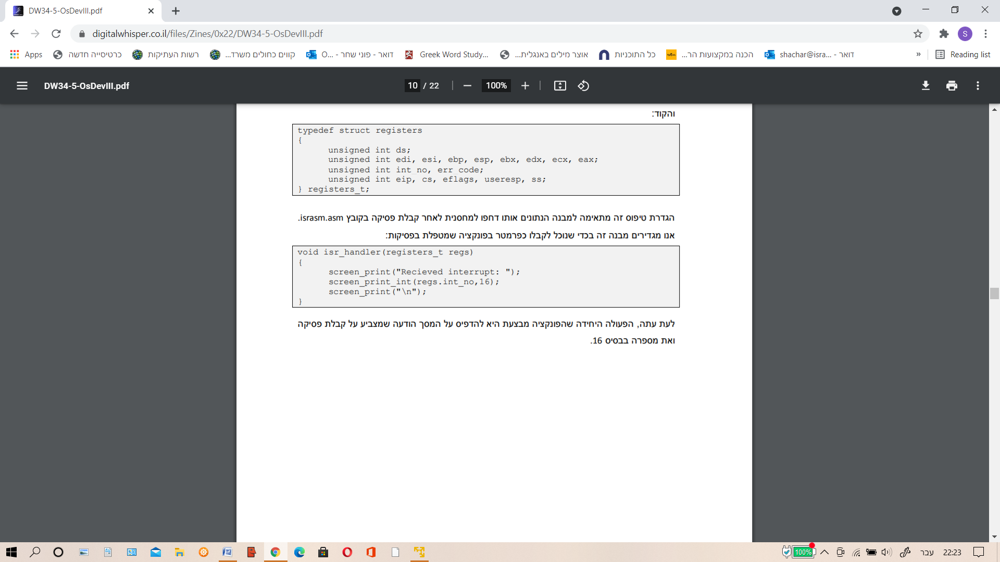 DW34-5-OsDevIII.pdf
digitalwhisper.co.il/files/Zines/0x22/DW34-5-OsDevIII.pdf
S
Apps
כרטיסייה חדשה
רשות העתיקות
קווים כחולים משרד...
דואר - פוני שחר - O...
Greek Word Study...
אוצר מילים באנגלית...
כל התוכניות
הכנה במקצועות הר...
דואר - shachar@isra...
»
Reading list
DW34-5-OsDevIII.pdf
10 / 22
100%
והקוד:
typedef struct registers
{
unsigned int ds;
unsigned int edi, esi, ebp, esp, ebx, edx, ecx, eax;
unsigned int int_no, err_code;
unsigned int eip, cs, eflags, useresp, ss;
} registers_t;
הגדרת טיפוס זה מתאימה למבנה הנתונים אותו דחפו למחסנית לאחר קבלת פסיקה בקובץ israsm.asm.
אנו מגדירים מבנה זה בכדי שנוכל לקבלו כפרמטר בפונקציה שמטפלת בפסיקות:
void isr_handler(registers_t regs)
{
screen_print("Recieved interrupt: ");
screen_print_int(regs.int_no,16);
screen_print("\n");
}
לעת עתה, הפעולה היחידה שהפונקציה מבצעת היא להדפיס על המסך הודעה שמצביע על קבלת פסיקה
ואת מספרה בבסיס 16.
100%
עבר
22:23